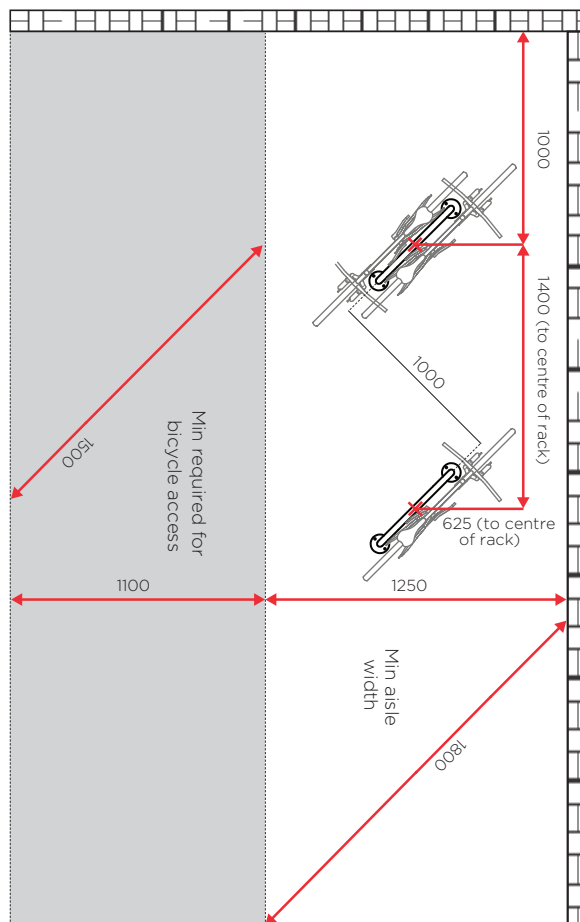 1000
1400 (to centre
of rack)
1000
1500
Min required for
bicycle access
625 (to centre
of rack)
1100
1250
Min aisle
width
1800